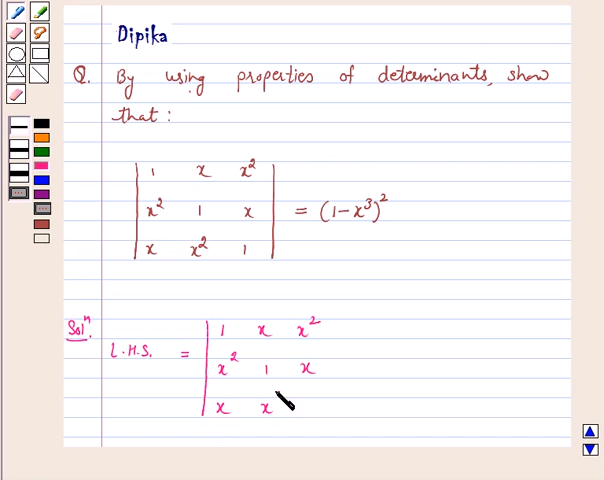 Dipika
Q. By using properties of determinants, show
that :
| 1 x x² |
| x² 1 x | = (1-x³)²
| x x² 1 |
Solⁿ
L.H.S. = | 1 x x²
| x² 1 x
| x x